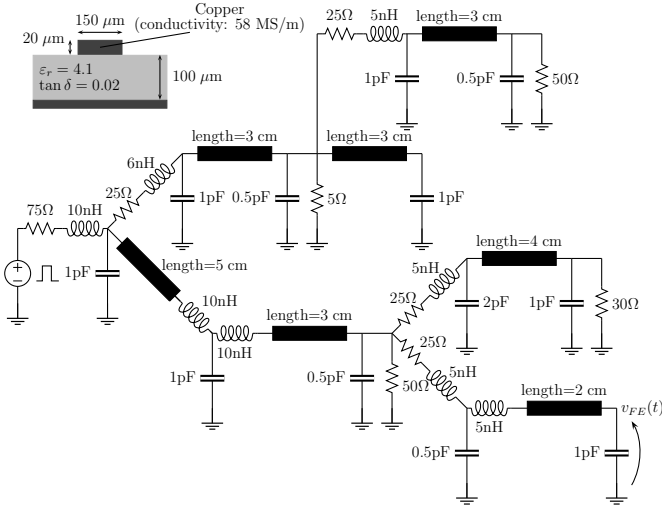 Copper
(conductivity: 58 MS/m)
150 μm
20 μm
εr = 4.1
tan δ = 0.02
100 μm
25Ω
5nH
length=3 cm
1pF
0.5pF
50Ω
length=3 cm
length=3 cm
6nH
25Ω
1pF
0.5pF
5Ω
1pF
75Ω
10nH
1pF
length=5 cm
10nH
10nH
length=3 cm
1pF
0.5pF
50Ω
25Ω
5nH
length=4 cm
2pF
1pF
30Ω
25Ω
5nH
5nH
length=2 cm
vFE(t)
0.5pF
1pF